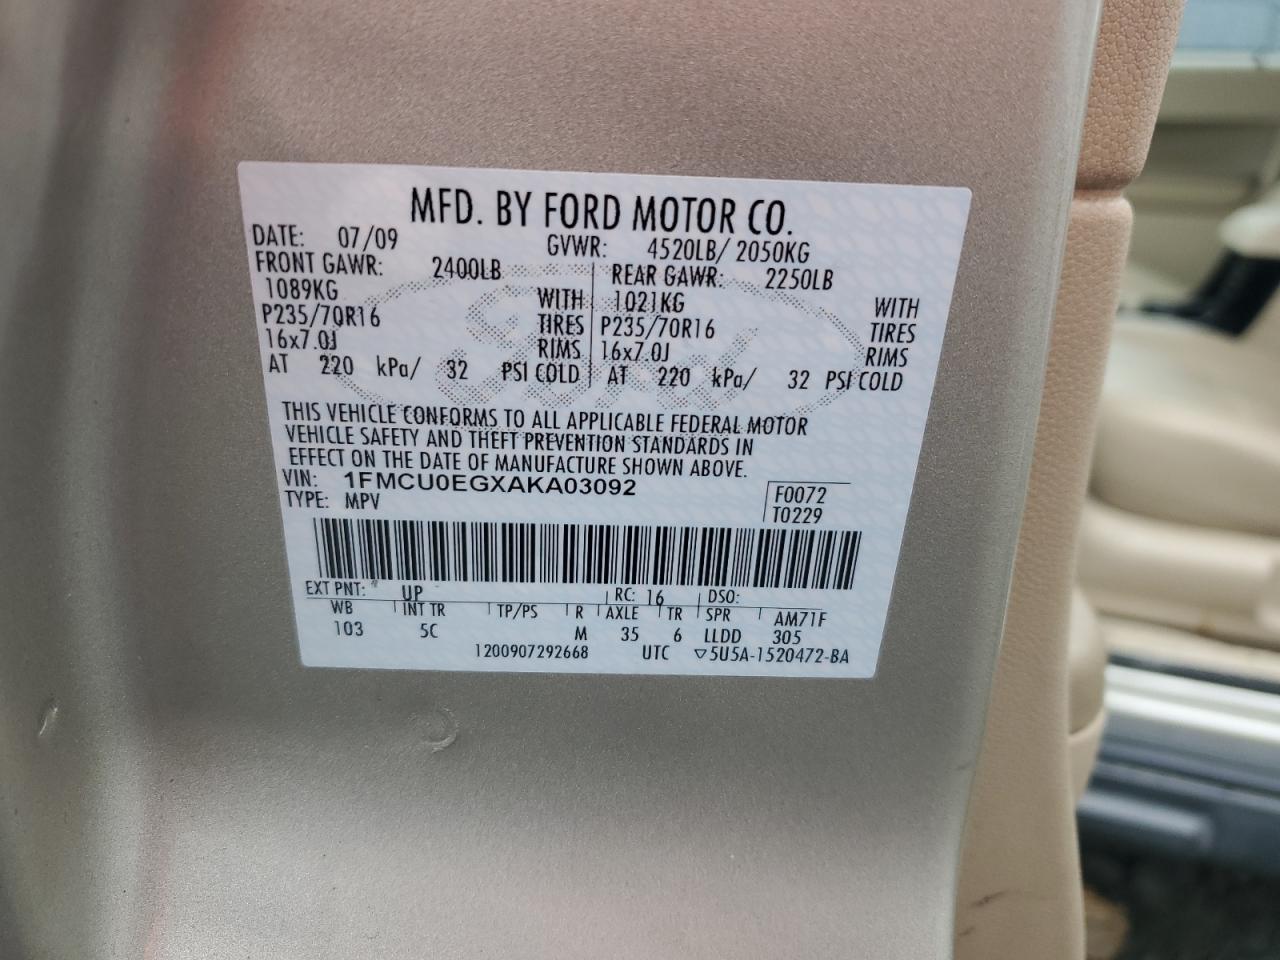 MFD. BY FORD MOTOR CO.
DATE: 07/09 GVWR: 4520LB/ 2050KG
FRONT GAWR: 2400LB REAR GAWR: 2250LB
1089KG WITH 1021KG WITH
P235/70R16 TIRES P235/70R16 TIRES
16x7.0J RIMS 16x7.0J RIMS
AT 220 kPa/ 32 PSI COLD AT 220 kPa/ 32 PSI COLD
THIS VEHICLE CONFORMS TO ALL APPLICABLE FEDERAL MOTOR
VEHICLE SAFETY AND THEFT PREVENTION STANDARDS IN
EFFECT ON THE DATE OF MANUFACTURE SHOWN ABOVE.
VIN: 1FMCU0EGXAKA03092 F0072
TYPE: MPV T0229
EXT PNT: UP RC: 16 DSO:
WB INT TR TP/PS R AXLE TR SPR AM71F
103 5C M 35 6 LLDD 305
1200907292668 UTC ▽5U5A-1520472-BA